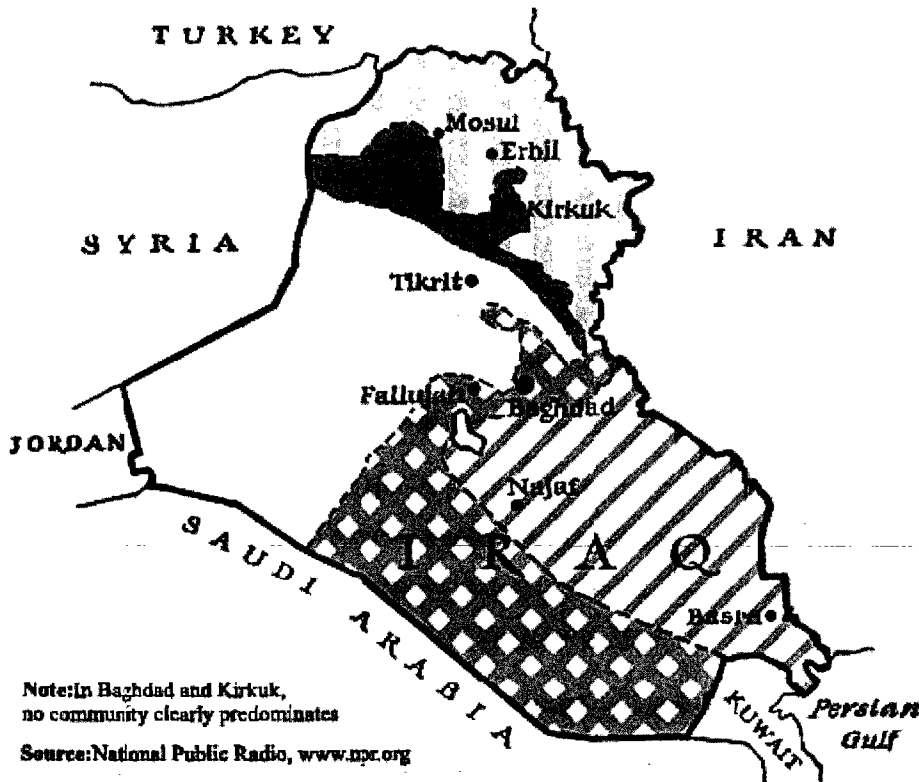 TURKEY
Mosul
Erbil
Kirkuk
SYRIA
IRAN
Tikrit
Fallujah
Baghdad
JORDAN
Najaf
SAUDI ARABIA
IRAQ
Basra
Note:In Baghdad and Kirkuk,
no community clearly predominates
KUWAIT
Persian
Gulf
Source:National Public Radio, www.npr.org